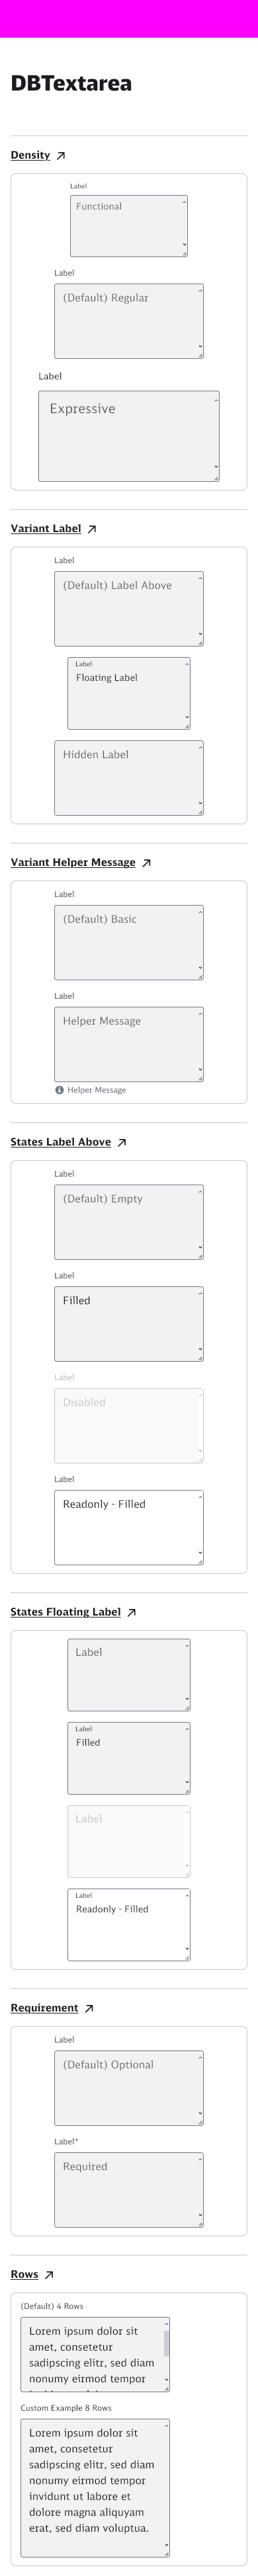 DBTextarea
Density
Label
Functional
Label
(Default) Regular
Label
Expressive
Variant Label
Label
(Default) Label Above
Label
Floating Label
Hidden Label
Variant Helper Message
Label
(Default) Basic
Label
Helper Message
Helper Message
States Label Above
Label
(Default) Empty
Label
Filled
Label
Disabled
Label
Readonly - Filled
States Floating Label
Label
Label
Filled
Label
Label
Readonly - Filled
Requirement
Label
(Default) Optional
Label*
Required
Rows
(Default) 4 Rows
Lorem ipsum dolor sit
amet, consetetur
sadipscing elitr, sed diam
nonumy eirmod tempor
Custom Example 8 Rows
Lorem ipsum dolor sit
amet, consetetur
sadipscing elitr, sed diam
nonumy eirmod tempor
invidunt ut labore et
dolore magna aliquyam
erat, sed diam voluptua.